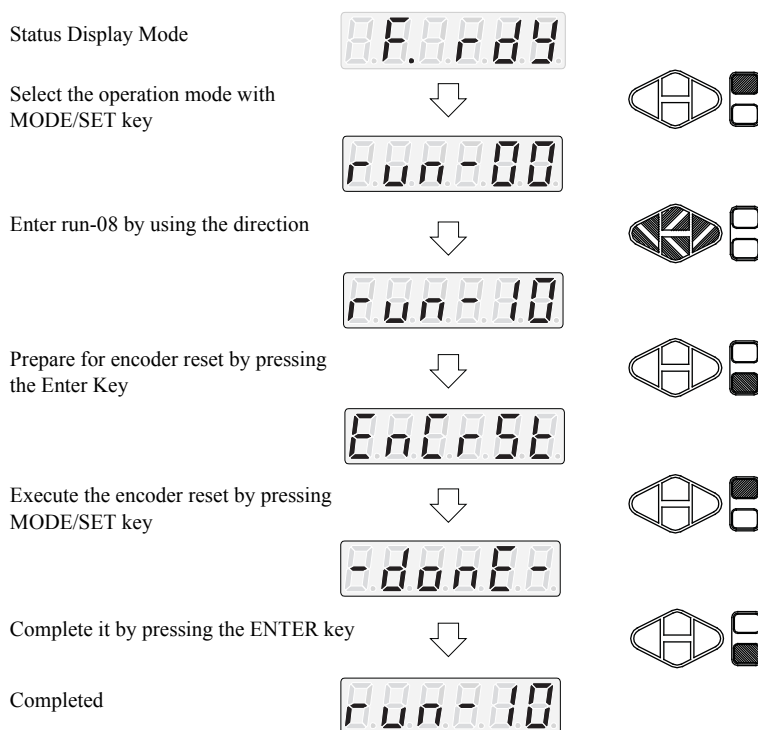 Status Display Mode
F. rdy
Select the operation mode with
MODE/SET key
run-00
Enter run-08 by using the direction
run-10
Prepare for encoder reset by pressing
the Enter Key
EnCrSt
Execute the encoder reset by pressing
MODE/SET key
-donE-
Complete it by pressing the ENTER key
Completed
run-10